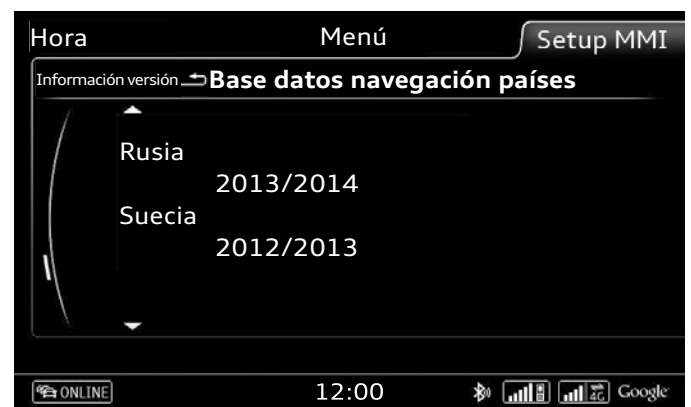 Hora Menú Setup MMI
Información versión Base datos navegación países
Rusia
2013/2014
Suecia
2012/2013
ONLINE 12:00 4G Google